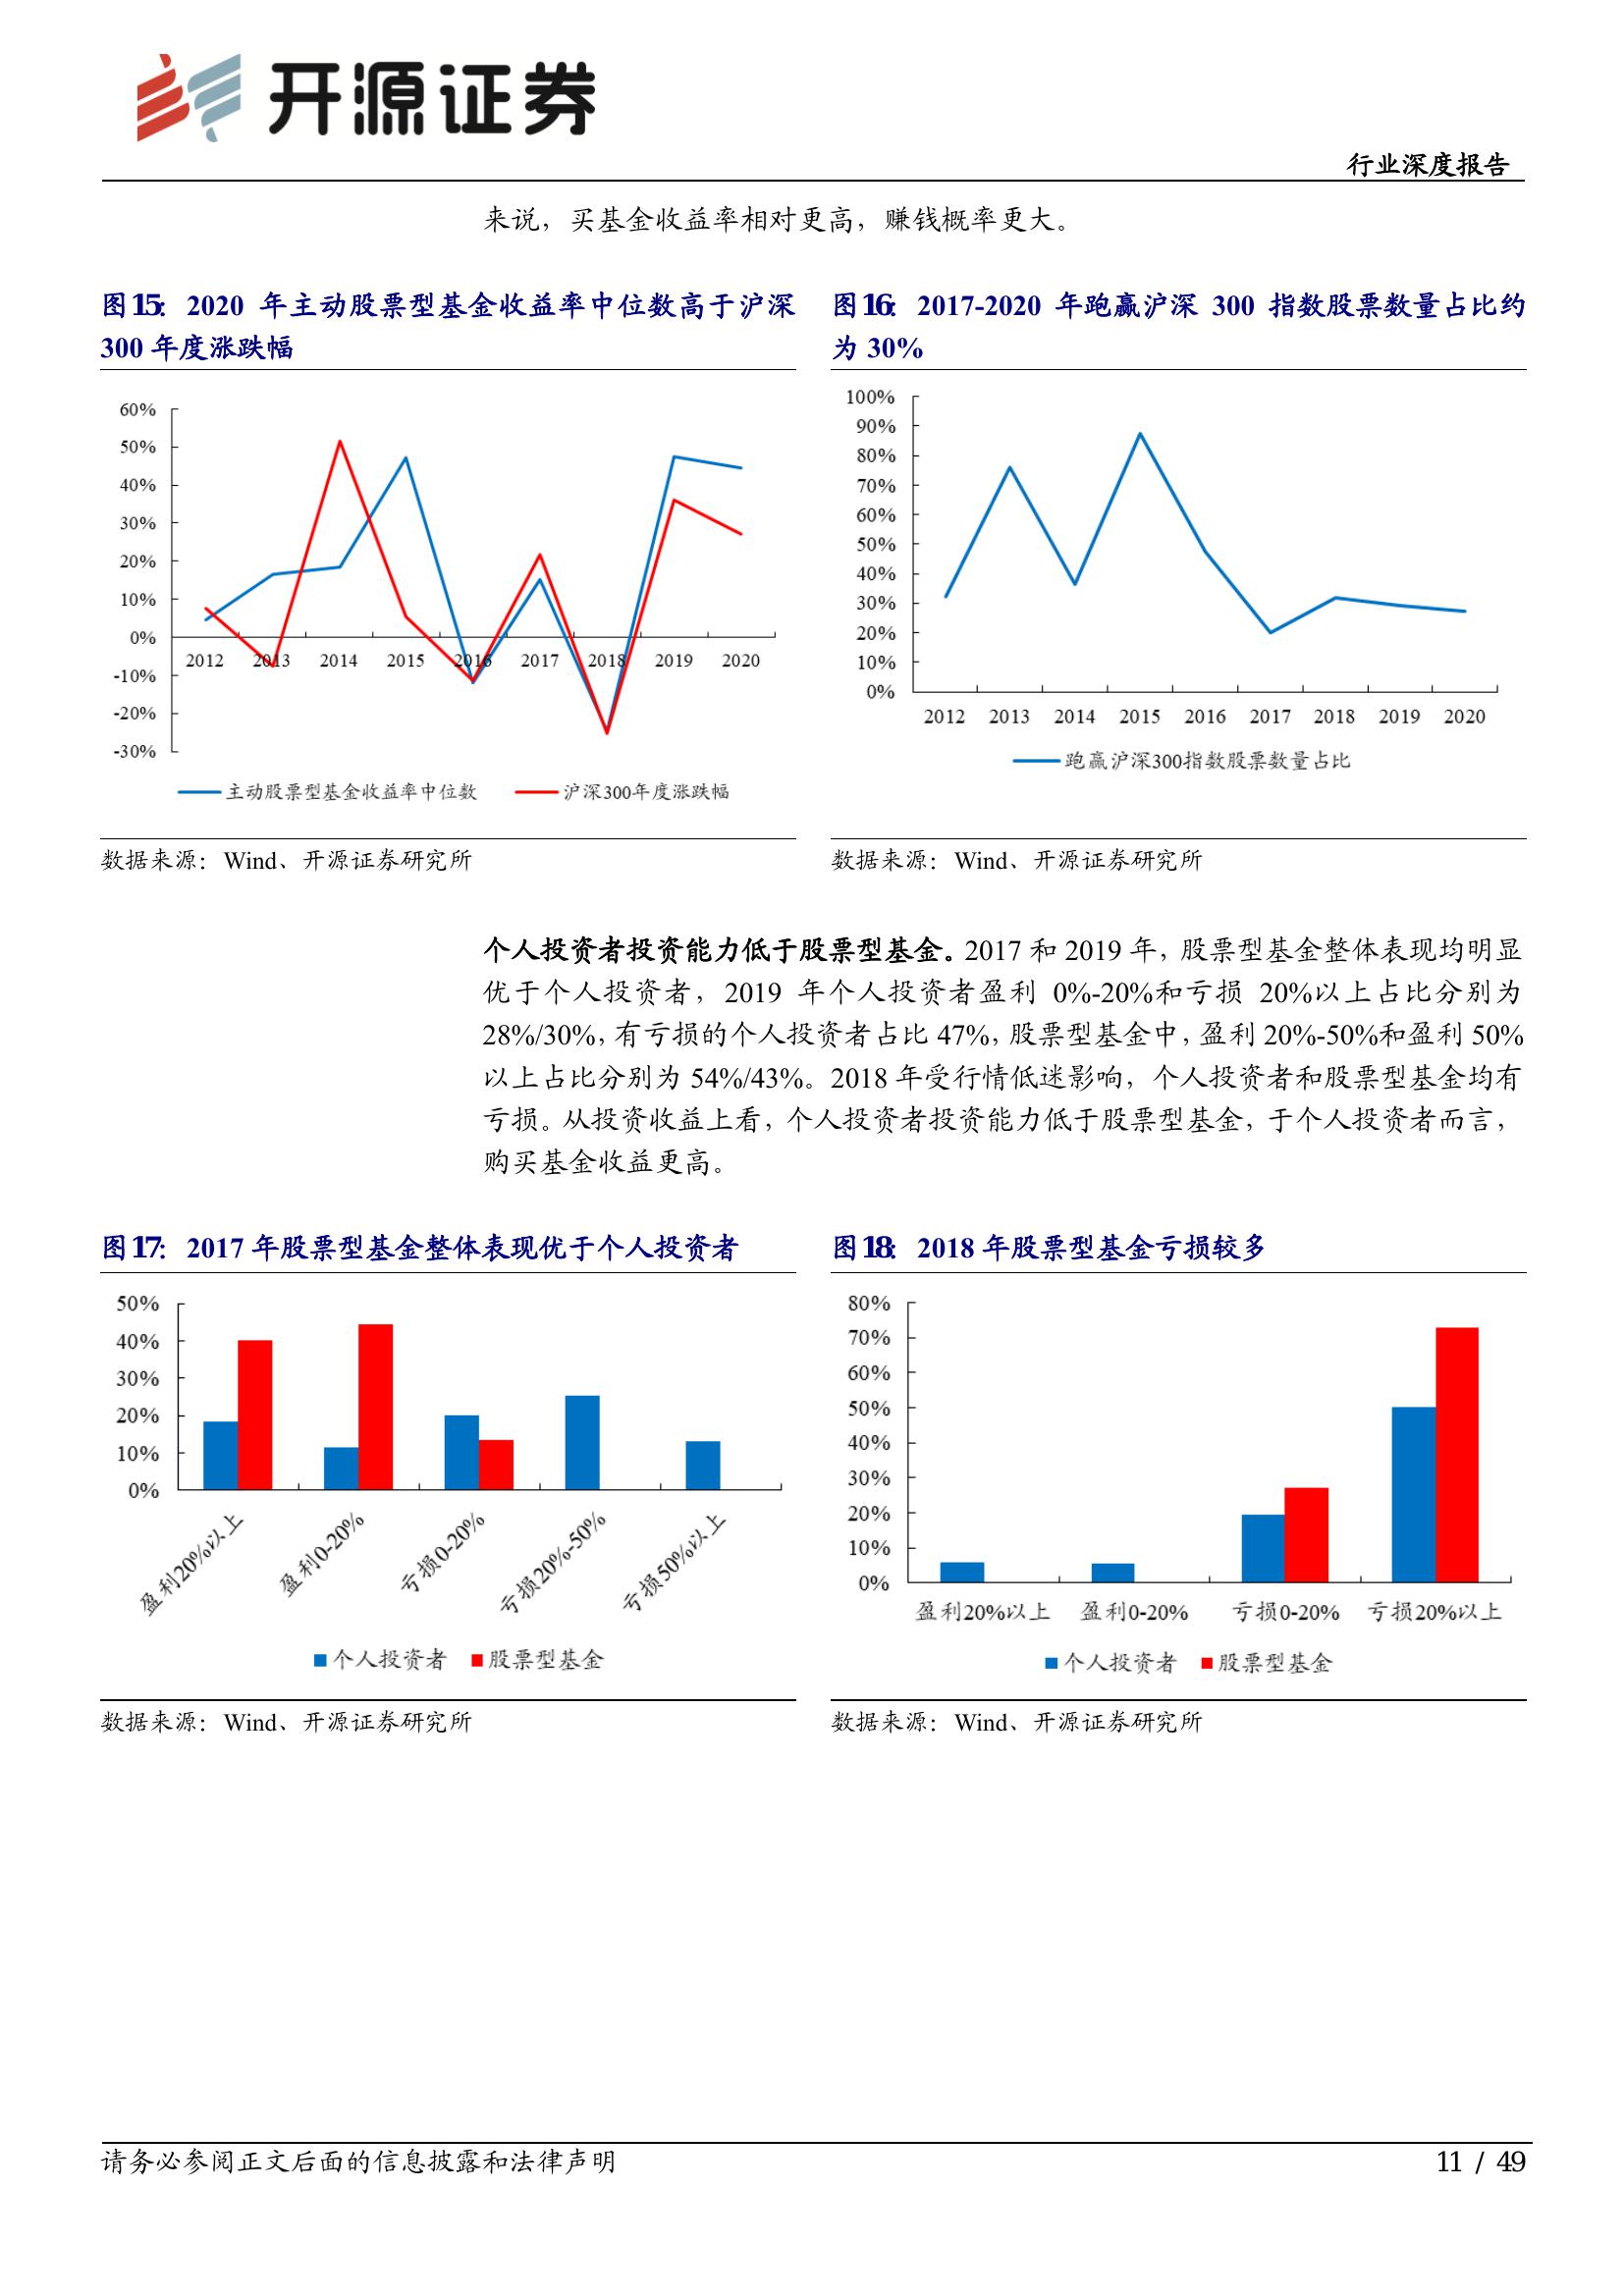 开源证券
行业深度报告
来说，买基金收益率相对更高，赚钱概率更大。
图15： 2020 年主动股票型基金收益率中位数高于沪深
300 年度涨跌幅
60%
50%
40%
30%
20%
10%
0%
-10%
-20%
-30%
2012 2013 2014 2015 2016 2017 2018 2019 2020
主动股票型基金收益率中位数 沪深300年度涨跌幅
数据来源：Wind、开源证券研究所
图16： 2017-2020 年跑赢沪深 300 指数股票数量占比约
为 30%
100%
90%
80%
70%
60%
50%
40%
30%
20%
10%
0%
2012 2013 2014 2015 2016 2017 2018 2019 2020
跑赢沪深300指数股票数量占比
数据来源：Wind、开源证券研究所
个人投资者投资能力低于股票型基金。2017 和 2019 年，股票型基金整体表现均明显
优于个人投资者，2019 年个人投资者盈利 0%-20%和亏损 20%以上占比分别为
28%/30%，有亏损的个人投资者占比 47%，股票型基金中，盈利 20%-50%和盈利 50%
以上占比分别为 54%/43%。2018 年受行情低迷影响，个人投资者和股票型基金均有
亏损。从投资收益上看，个人投资者投资能力低于股票型基金，于个人投资者而言，
购买基金收益更高。
图17： 2017 年股票型基金整体表现优于个人投资者
50%
40%
30%
20%
10%
0%
盈利20%以上 盈利0-20% 亏损0-20% 亏损20%-50% 亏损50%以上
个人投资者 股票型基金
数据来源：Wind、开源证券研究所
图18： 2018 年股票型基金亏损较多
80%
70%
60%
50%
40%
30%
20%
10%
0%
盈利20%以上 盈利0-20% 亏损0-20% 亏损20%以上
个人投资者 股票型基金
数据来源：Wind、开源证券研究所
请务必参阅正文后面的信息披露和法律声明
11 / 49